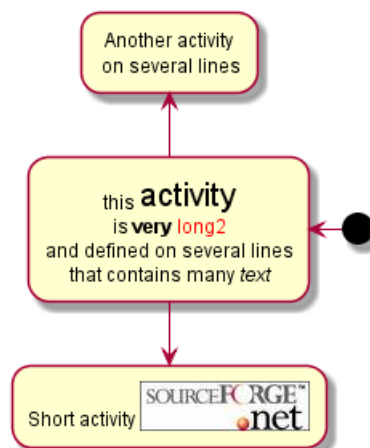 Another activity
on several lines
this activity
is very long2
and defined on several lines
that contains many text
Short activity SOURCEFORGE™
.net